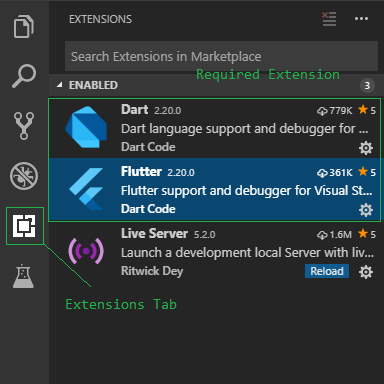 EXTENSIONS
Search Extensions in Marketplace
Required Extension
ENABLED 3
Dart 2.20.0 779K 5
Dart language support and debugger for ...
Dart Code
Flutter 2.20.0 361K 5
Flutter support and debugger for Visual St...
Dart Code
Live Server 5.2.0 1.6M 5
Launch a development local Server with liv...
Ritwick Dey Reload
Extensions Tab